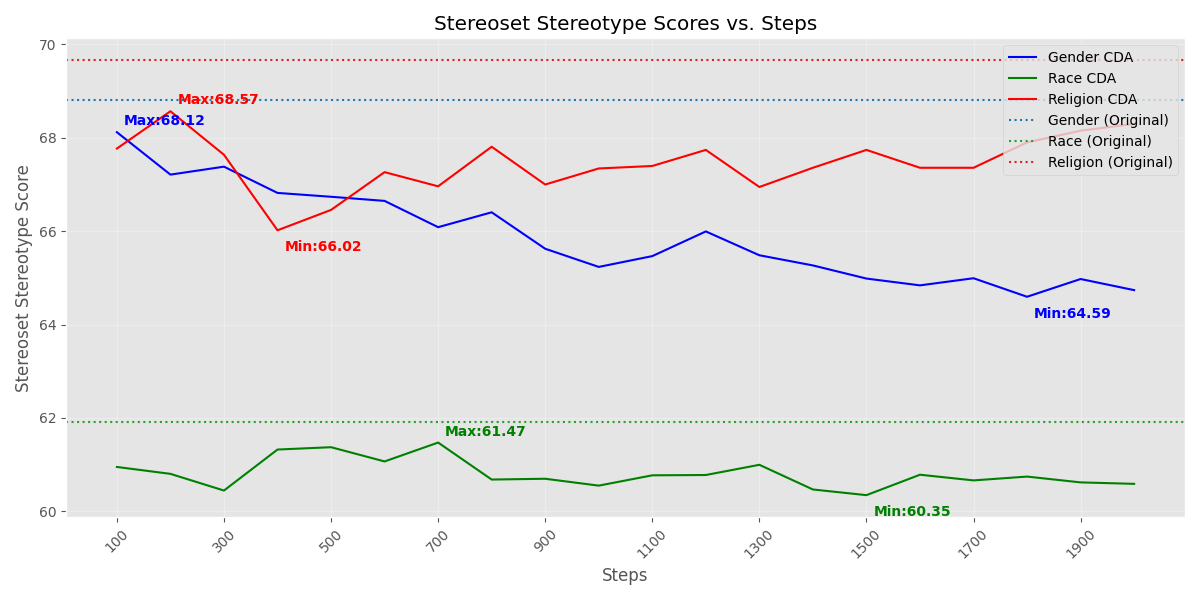 Stereoset Stereotype Scores vs. Steps
70
68
66
64
62
60
Stereoset Stereotype Score
Max:68.57
Max:68.12
Min:66.02
Min:64.59
Max:61.47
Min:60.35
Gender CDA
Race CDA
Religion CDA
Gender (Original)
Race (Original)
Religion (Original)
100
300
500
700
900
1100
1300
1500
1700
1900
Steps